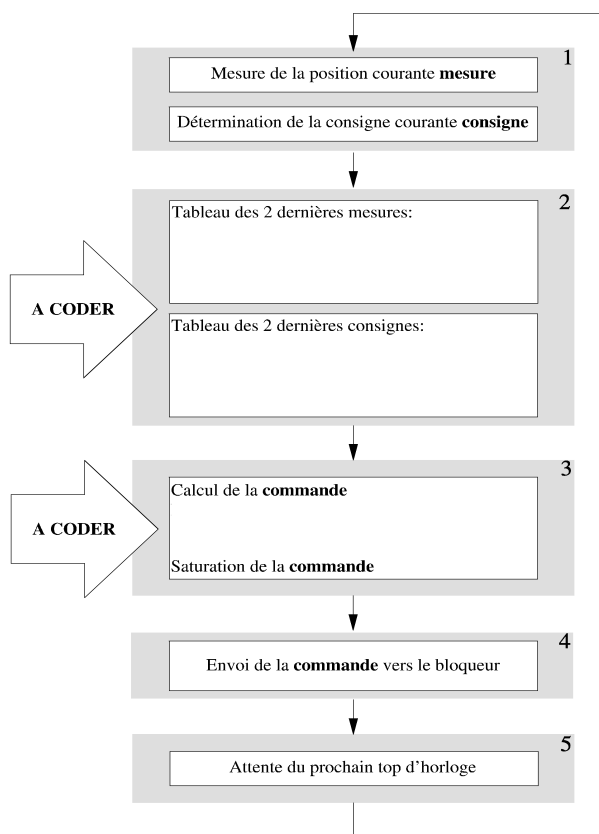 1
Mesure de la position courante mesure
Détermination de la consigne courante consigne
2
Tableau des 2 dernières mesures:
A CODER
Tableau des 2 dernières consignes:
3
Calcul de la commande
A CODER
Saturation de la commande
4
Envoi de la commande vers le bloqueur
5
Attente du prochain top d'horloge